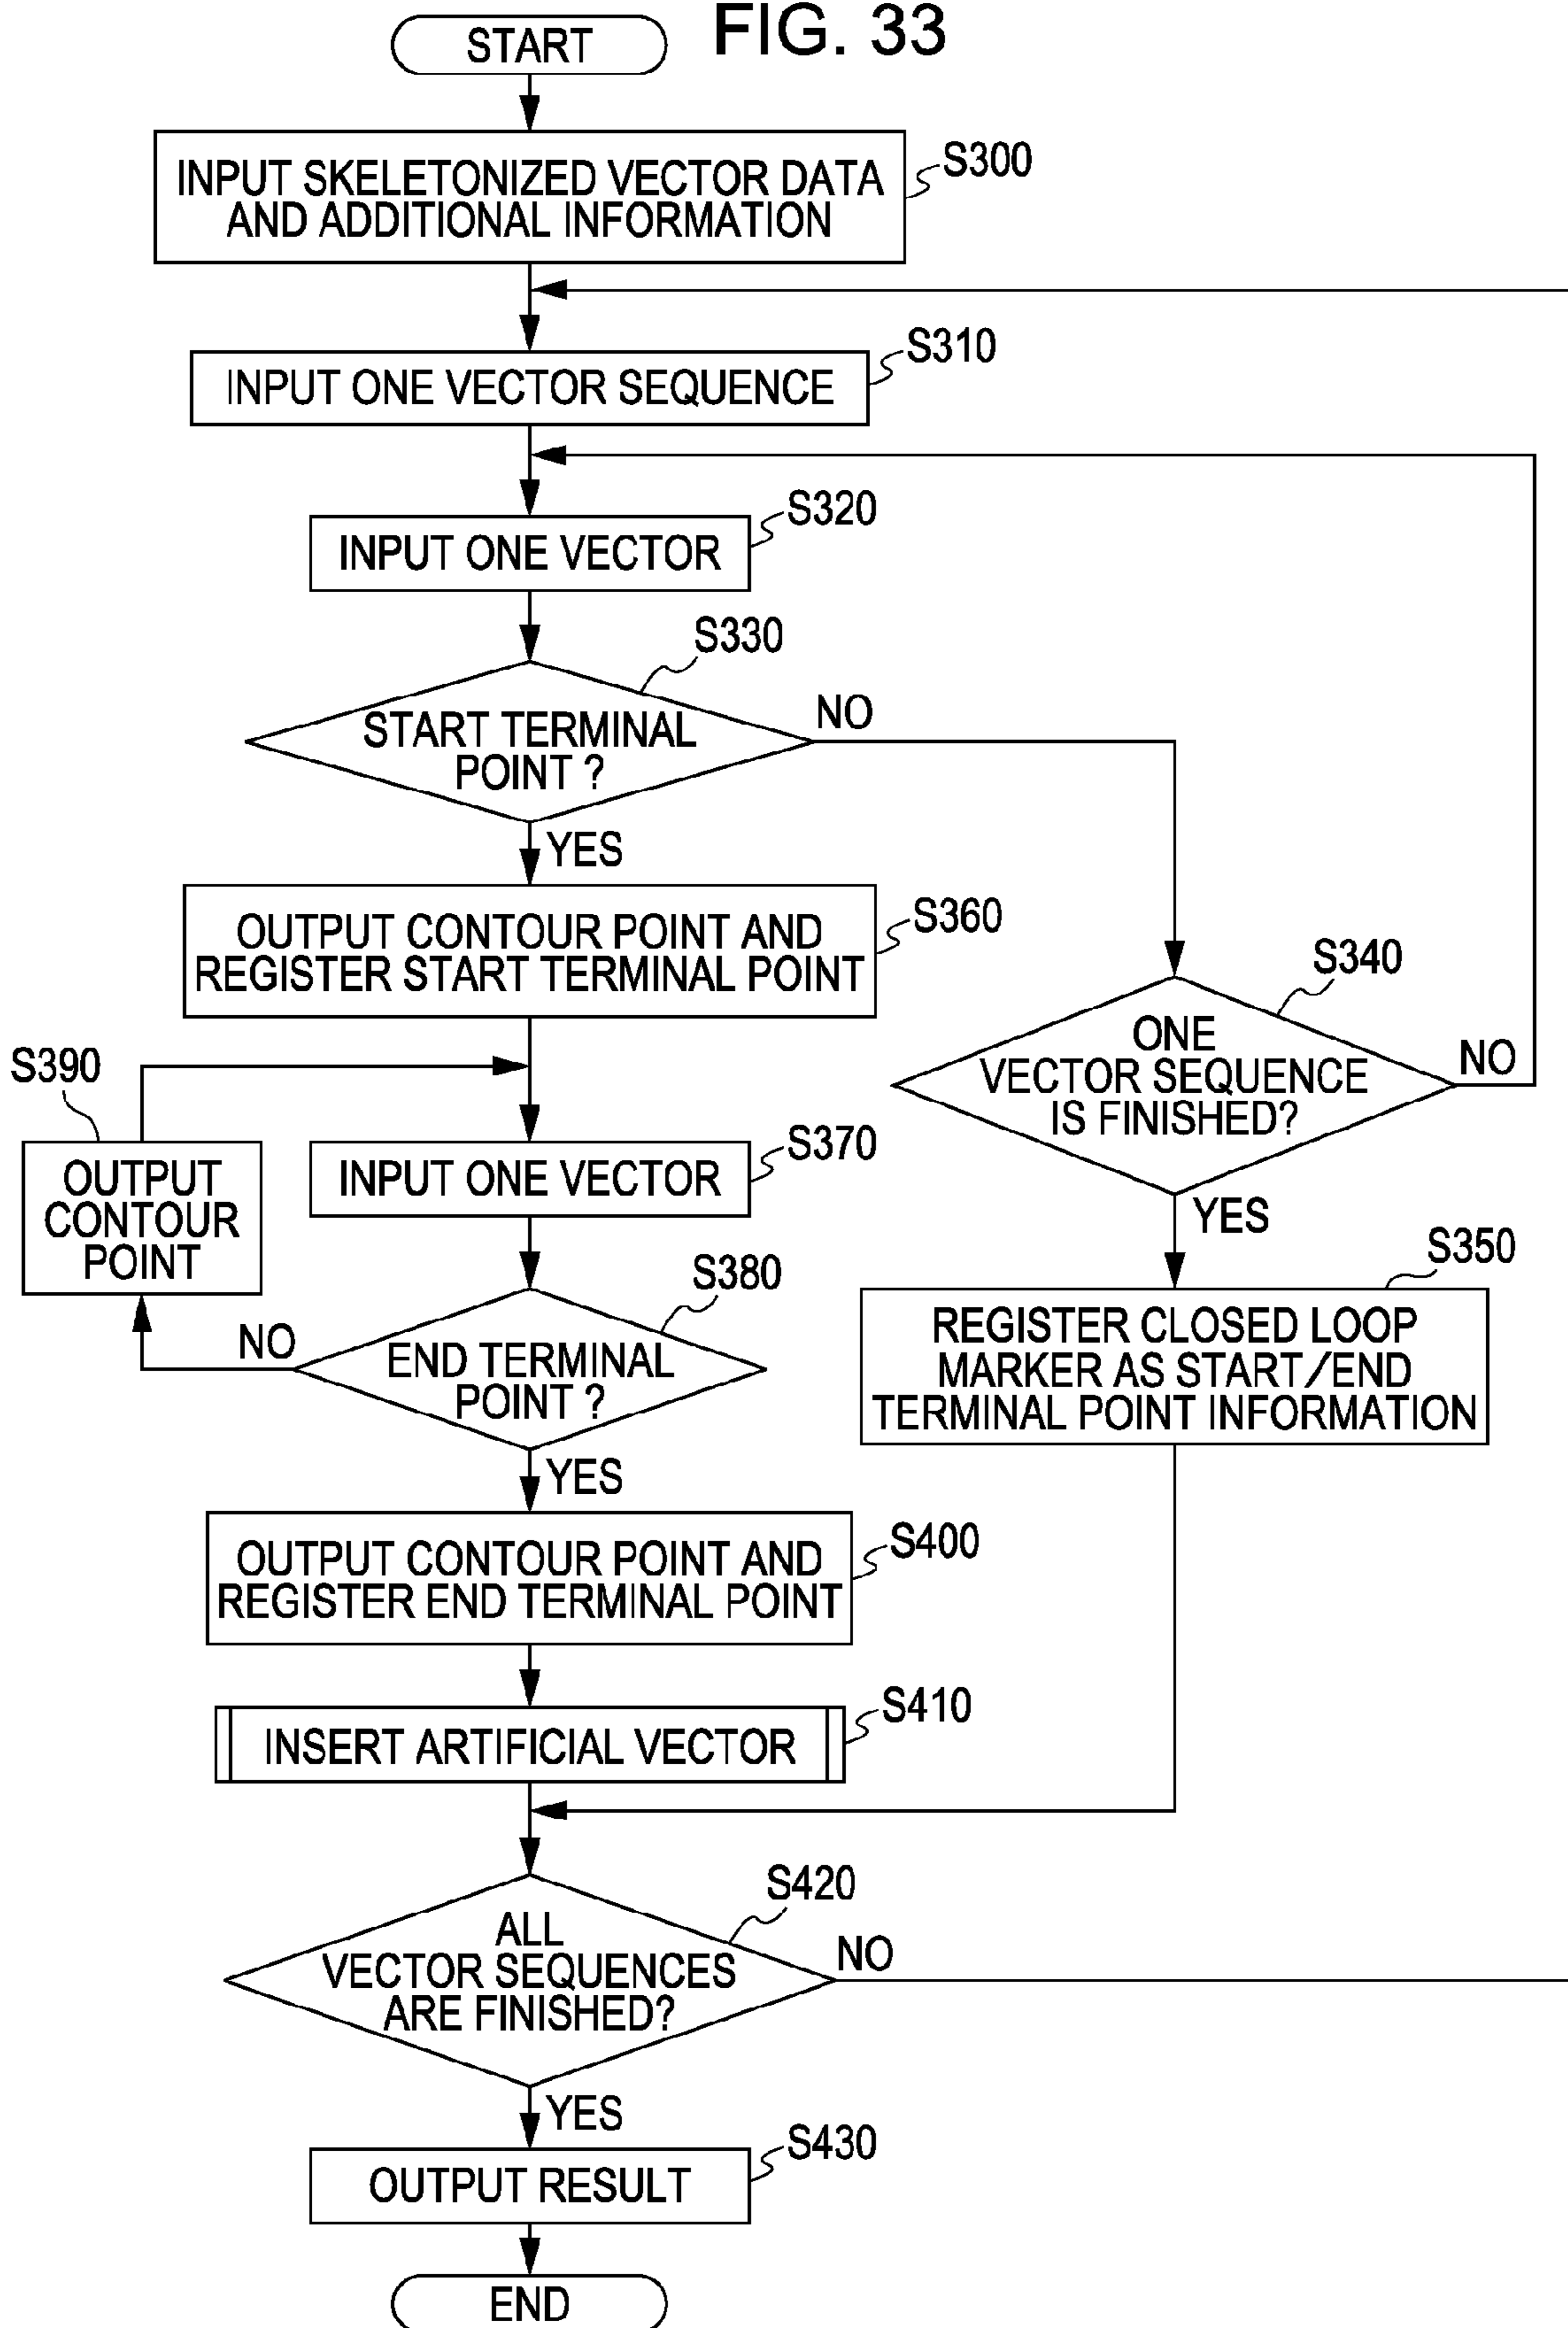 FIG. 33
START
INPUT SKELETONIZED VECTOR DATA
AND ADDITIONAL INFORMATION
S300
INPUT ONE VECTOR SEQUENCE
S310
INPUT ONE VECTOR
S320
S330
START TERMINAL
POINT ?
NO
YES
OUTPUT CONTOUR POINT AND
REGISTER START TERMINAL POINT
S360
S340
ONE
VECTOR SEQUENCE
IS FINISHED?
NO
YES
S390
OUTPUT
CONTOUR
POINT
INPUT ONE VECTOR
S370
S380
END TERMINAL
POINT ?
NO
YES
S350
REGISTER CLOSED LOOP
MARKER AS START/END
TERMINAL POINT INFORMATION
OUTPUT CONTOUR POINT AND
REGISTER END TERMINAL POINT
S400
INSERT ARTIFICIAL VECTOR
S410
S420
ALL
VECTOR SEQUENCES
ARE FINISHED?
NO
YES
OUTPUT RESULT
S430
END